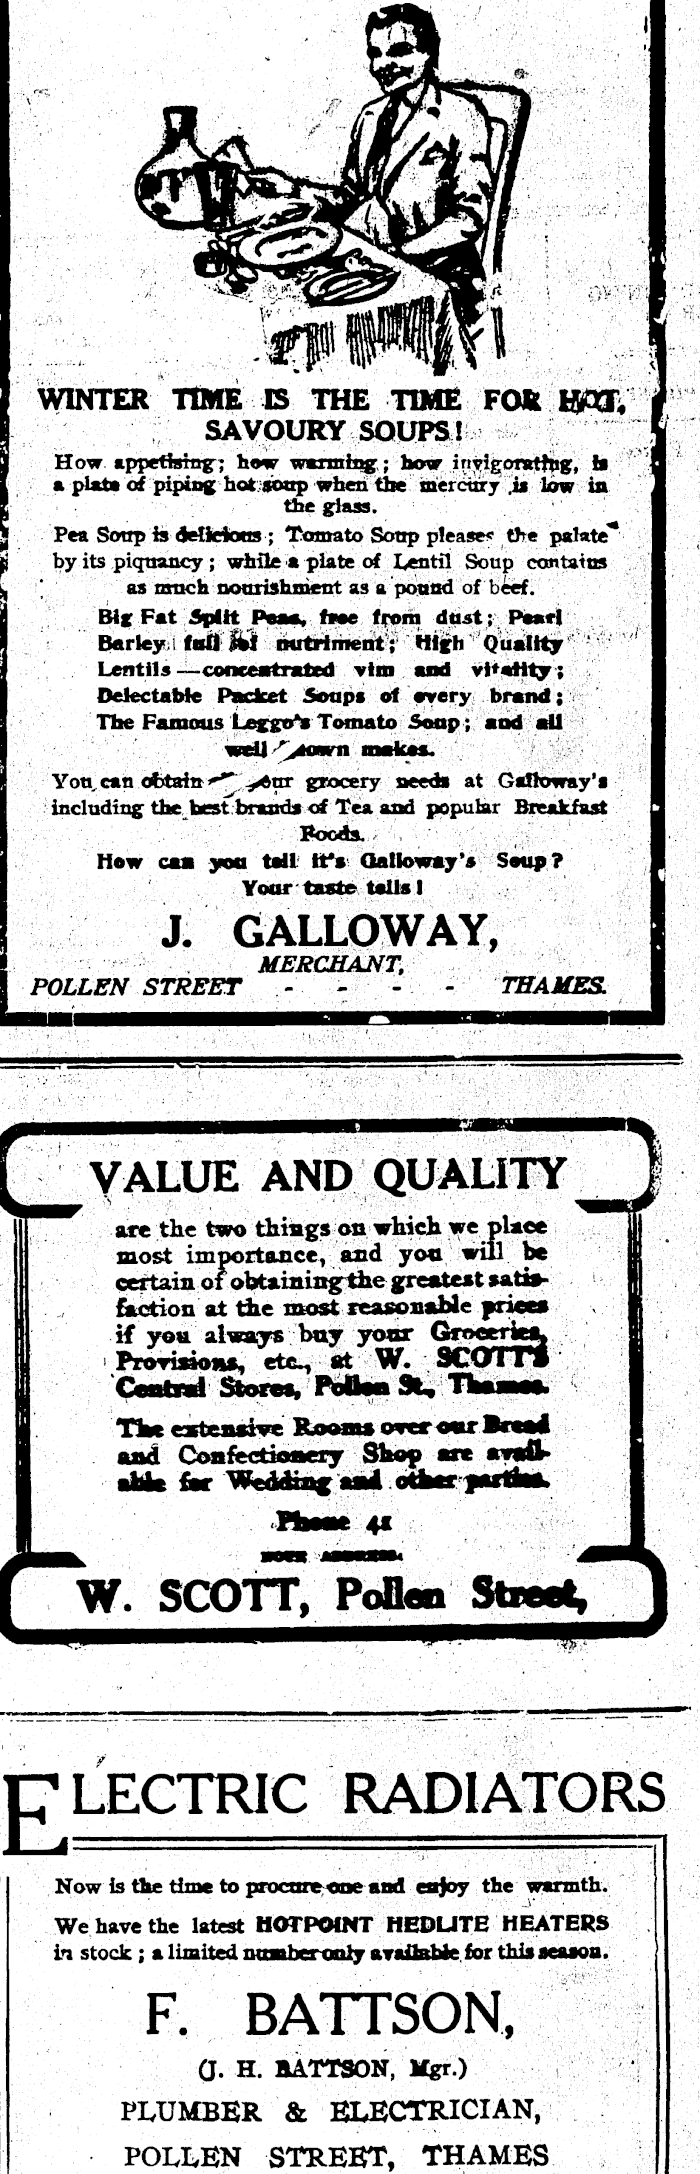 WINTER TIME IS THE TIME FOR HOT,
SAVOURY SOUPS!
How appetising; how warming; how invigorating, is
a plate of piping hot soup when the mercury is low in
the glass.
Pea Soup is delicious; Tomato Soup pleases the palate
by its piquancy; while a plate of Lentil Soup contains
as much nourishment as a pound of beef.
Big Fat Split Peas, free from dust; Pearl
Barley full of nutriment; High Quality
Lentils—concentrated vim and vitality;
Delectable Packet Soups of every brand;
The Famous Leggo's Tomato Soup; and all
well makes.
You can obtain grocery needs at Galloway's
including the best brands of Tea and popular Breakfast
Foods.
How can you tell it's Galloway's Soup?
Your taste tells!
J. GALLOWAY,
MERCHANT,
POLLEN STREET - - - - THAMES.
VALUE AND QUALITY
are the two things on which we place
most importance, and you will be
certain of obtaining the greatest satis-
faction at the most reasonable prices
if you always buy your Groceries,
Provisions, etc., at W. SCOTT'S
Central Stores, Pollen St., Thames.
The extensive Rooms over our Bread
and Confectionery Shop are avail-
able for Wedding and other parties.
Phone 41
NOTE ADDRESS:
W. SCOTT, Pollen Street,
ELECTRIC RADIATORS
Now is the time to procure one and enjoy the warmth.
We have the latest HOTPOINT HEDLITE HEATERS
in stock; a limited number only available for this season.
F. BATTSON,
(J. H. BATTSON, Mgr.)
PLUMBER & ELECTRICIAN,
POLLEN STREET, THAMES